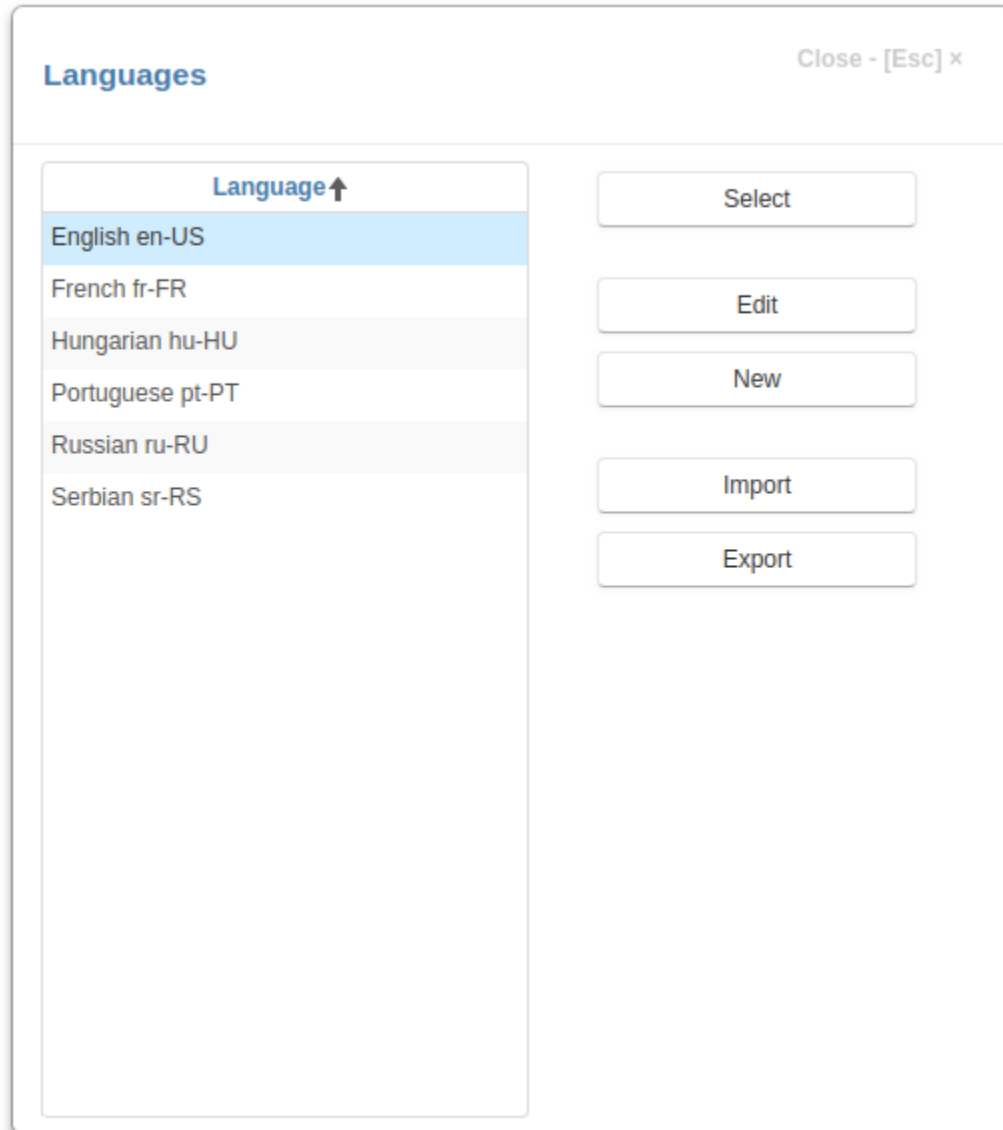 Languages
Close - [Esc] ×
Language
English en-US
French fr-FR
Hungarian hu-HU
Portuguese pt-PT
Russian ru-RU
Serbian sr-RS
Select
Edit
New
Import
Export